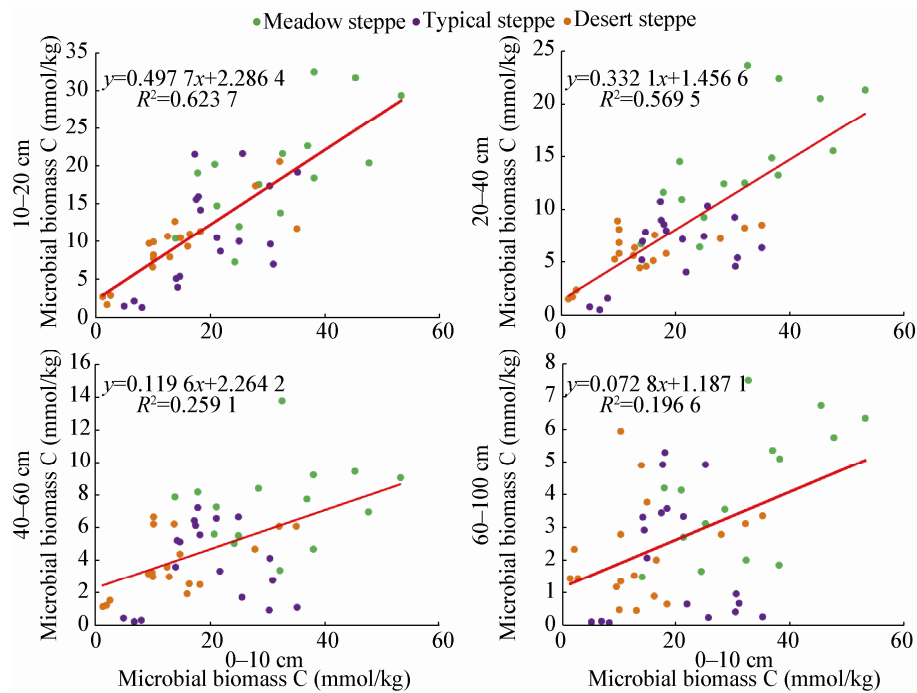 Meadow steppe Typical steppe Desert steppe
10–20 cm
Microbial biomass C (mmol/kg)
35
30
25
20
15
10
5
0
y=0.497 7x+2.286 4
R²=0.623 7
0 20 40 60
20–40 cm
Microbial biomass C (mmol/kg)
25
20
15
10
5
0
y=0.332 1x+1.456 6
R²=0.569 5
0 20 40 60
40–60 cm
Microbial biomass C (mmol/kg)
16
14
12
10
8
6
4
2
0
y=0.119 6x+2.264 2
R²=0.259 1
0 20 40 60
0–10 cm
Microbial biomass C (mmol/kg)
60–100 cm
Microbial biomass C (mmol/kg)
8
7
6
5
4
3
2
1
0
y=0.072 8x+1.187 1
R²=0.196 6
0 20 40 60
0–10 cm
Microbial biomass C (mmol/kg)